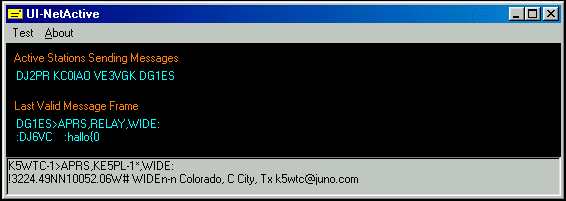 UI-NetActive
Test About
Active Stations Sending Messages
DJ2PR KC0IAO VE3VGK DG1ES
Last Valid Message Frame
DG1ES>APRS,RELAY,WIDE:
:DJ6VC :hallo{0
K5WTC-1>APRS,KE5PL-1*,WIDE:
!3224.49NN10052.06W# WIDEn-n Colorado, C City, Tx k5wtc@juno.com